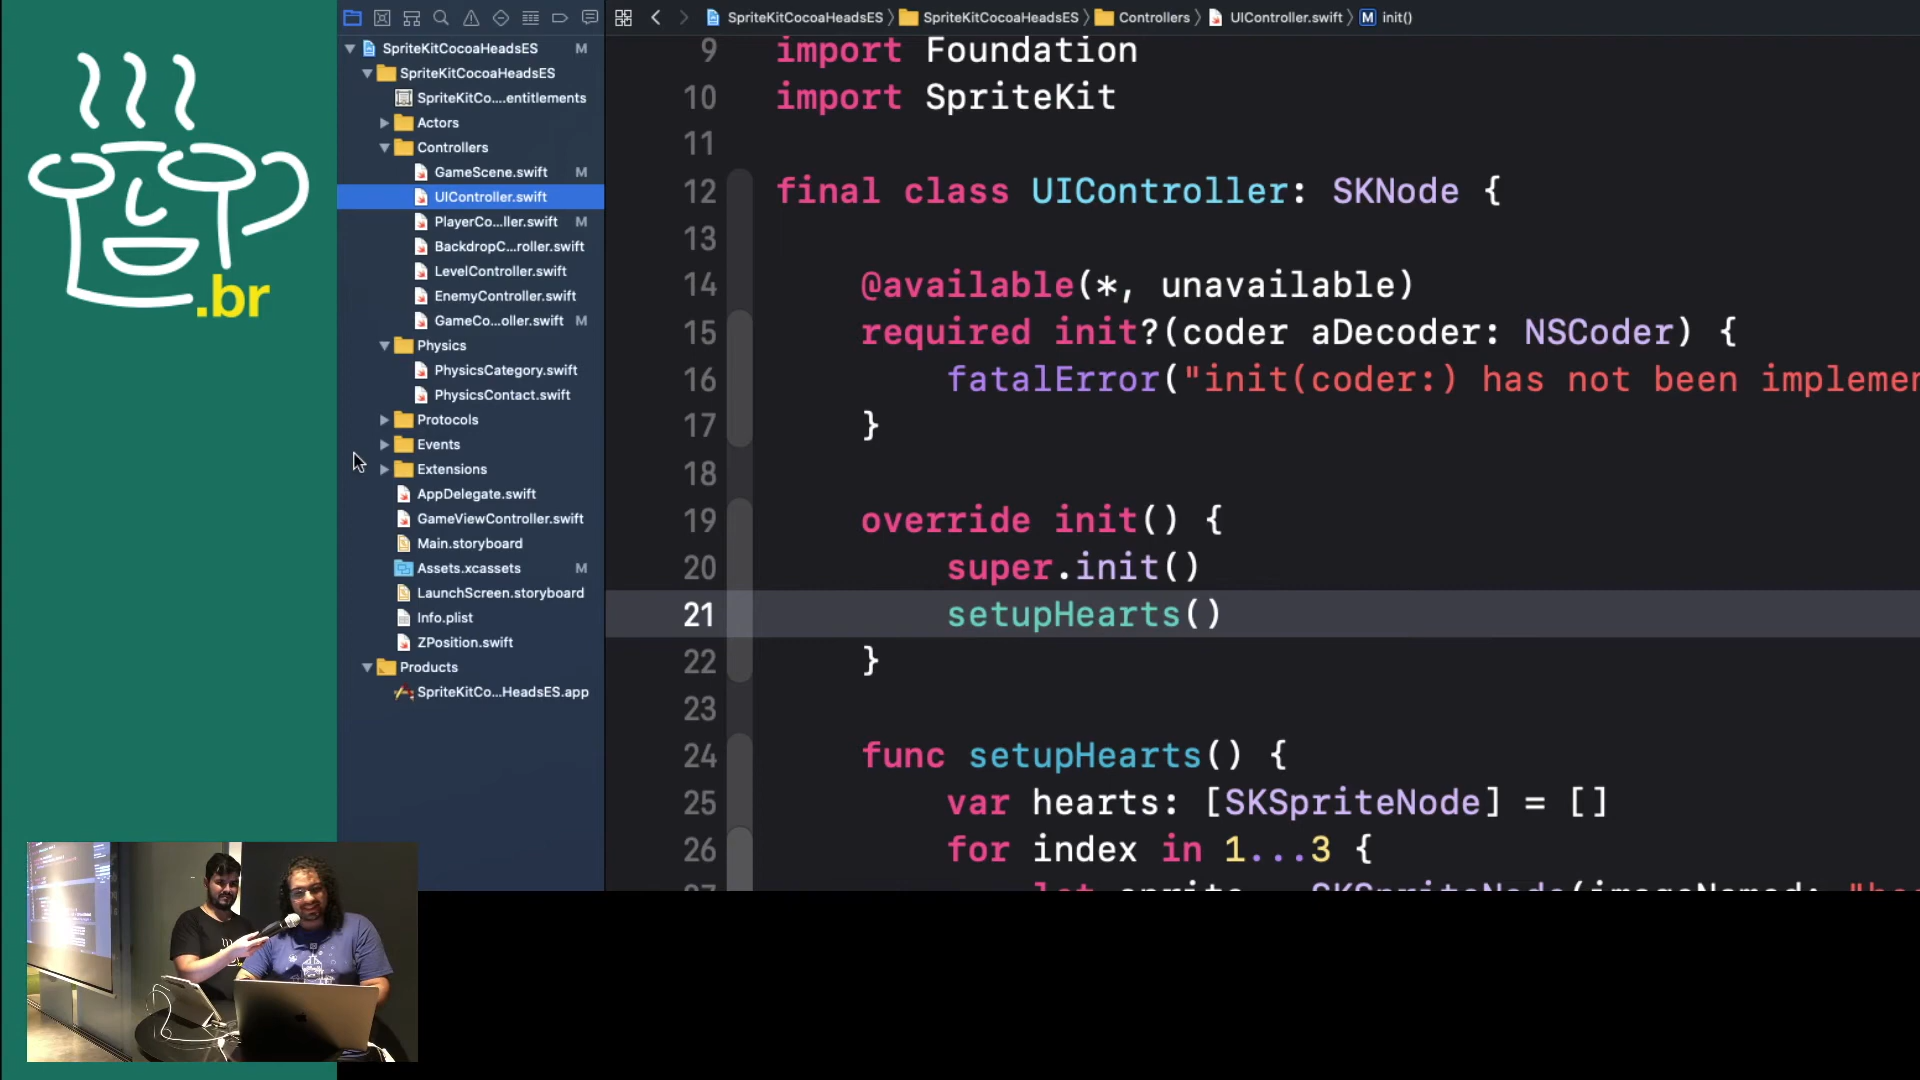 .br
SpriteKitCocoaHeadsES M
SpriteKitCocoaHeadsES
SpriteKitCo....entitlements
Actors
Controllers
GameScene.swift M
UIController.swift
PlayerCo...ller.swift M
BackdropC...roller.swift
LevelController.swift
EnemyController.swift
GameCo...oller.swift M
Physics
PhysicsCategory.swift
PhysicsContact.swift
Protocols
Events
Extensions
AppDelegate.swift
GameViewController.swift
Main.storyboard
Assets.xcassets M
LaunchScreen.storyboard
Info.plist
ZPosition.swift
Products
SpriteKitCo...HeadsES.app
SpriteKitCocoaHeadsES 〉 SpriteKitCocoaHeadsES 〉 Controllers 〉 UIController.swift 〉 M init()
9 import Foundation
10 import SpriteKit
11
12 final class UIController: SKNode {
13
14 @available(*, unavailable)
15 required init?(coder aDecoder: NSCoder) {
16 fatalError("init(coder:) has not been implemen
17 }
18
19 override init() {
20 super.init()
21 setupHearts()
22 }
23
24 func setupHearts() {
25 var hearts: [SKSpriteNode] = []
26 for index in 1...3 {